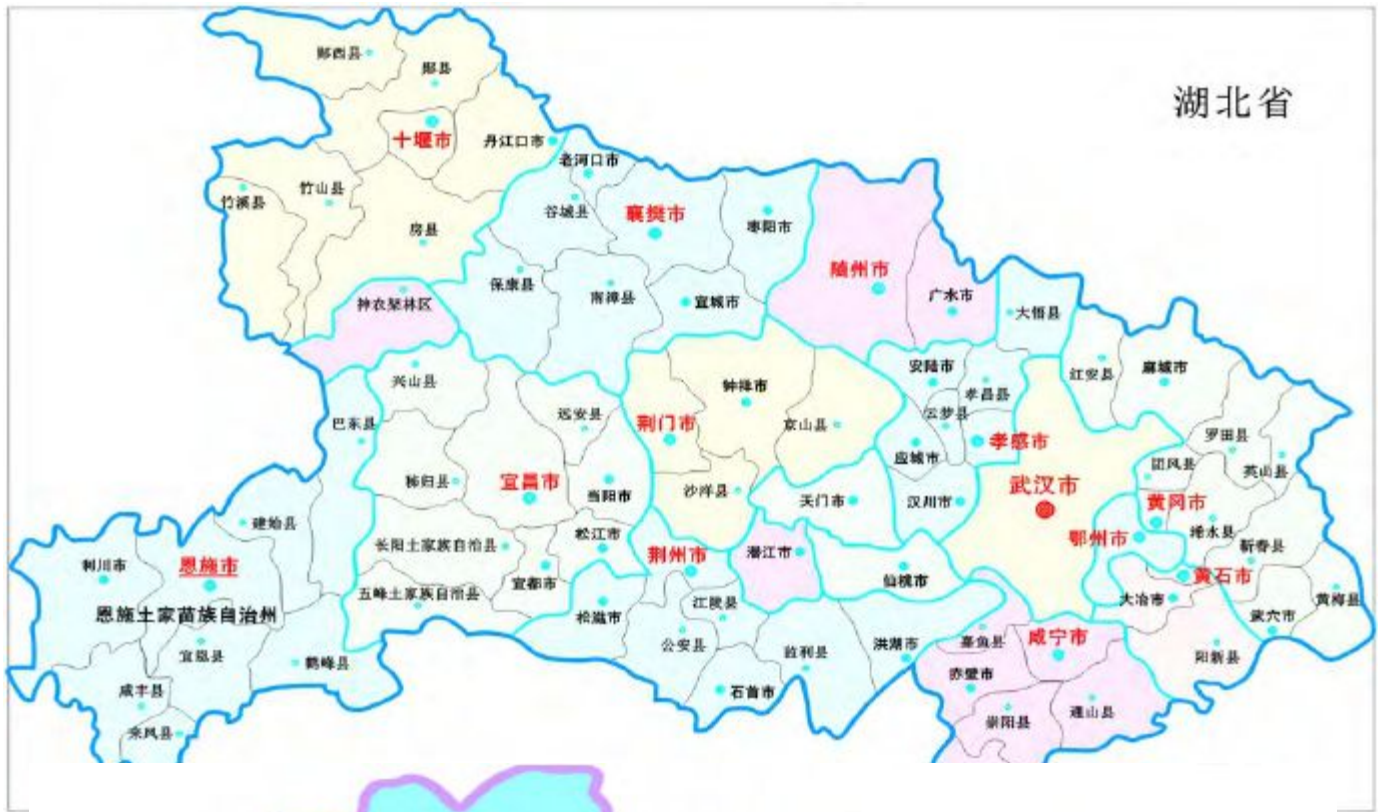 湖北省
郧西县
郧县
十堰市
丹江口市
老河口市
竹溪县
竹山县
房县
谷城县
襄樊市
枣阳市
随州市
广水市
大悟县
神农架林区
保康县
南漳县
宜城市
兴山县
巴东县
远安县
荆门市
钟祥市
京山县
安陆市
孝昌县
云梦县
孝感市
应城市
红安县
麻城市
罗田县
英山县
团风县
秭归县
宜昌市
当阳市
沙洋县
天门市
汉川市
武汉市
黄冈市
鄂州市
浠水县
蕲春县
黄石市
黄梅县
武穴市
大冶市
阳新县
建始县
利川市
恩施市
恩施土家苗族自治州
长阳土家族自治县
五峰土家族自治县
松江市
宜都市
荆州市
潜江市
仙桃市
松滋市
江陵县
公安县
石首市
监利县
洪湖市
嘉鱼县
咸宁市
赤壁市
崇阳县
通山县
鹤峰县
咸丰县
来凤县